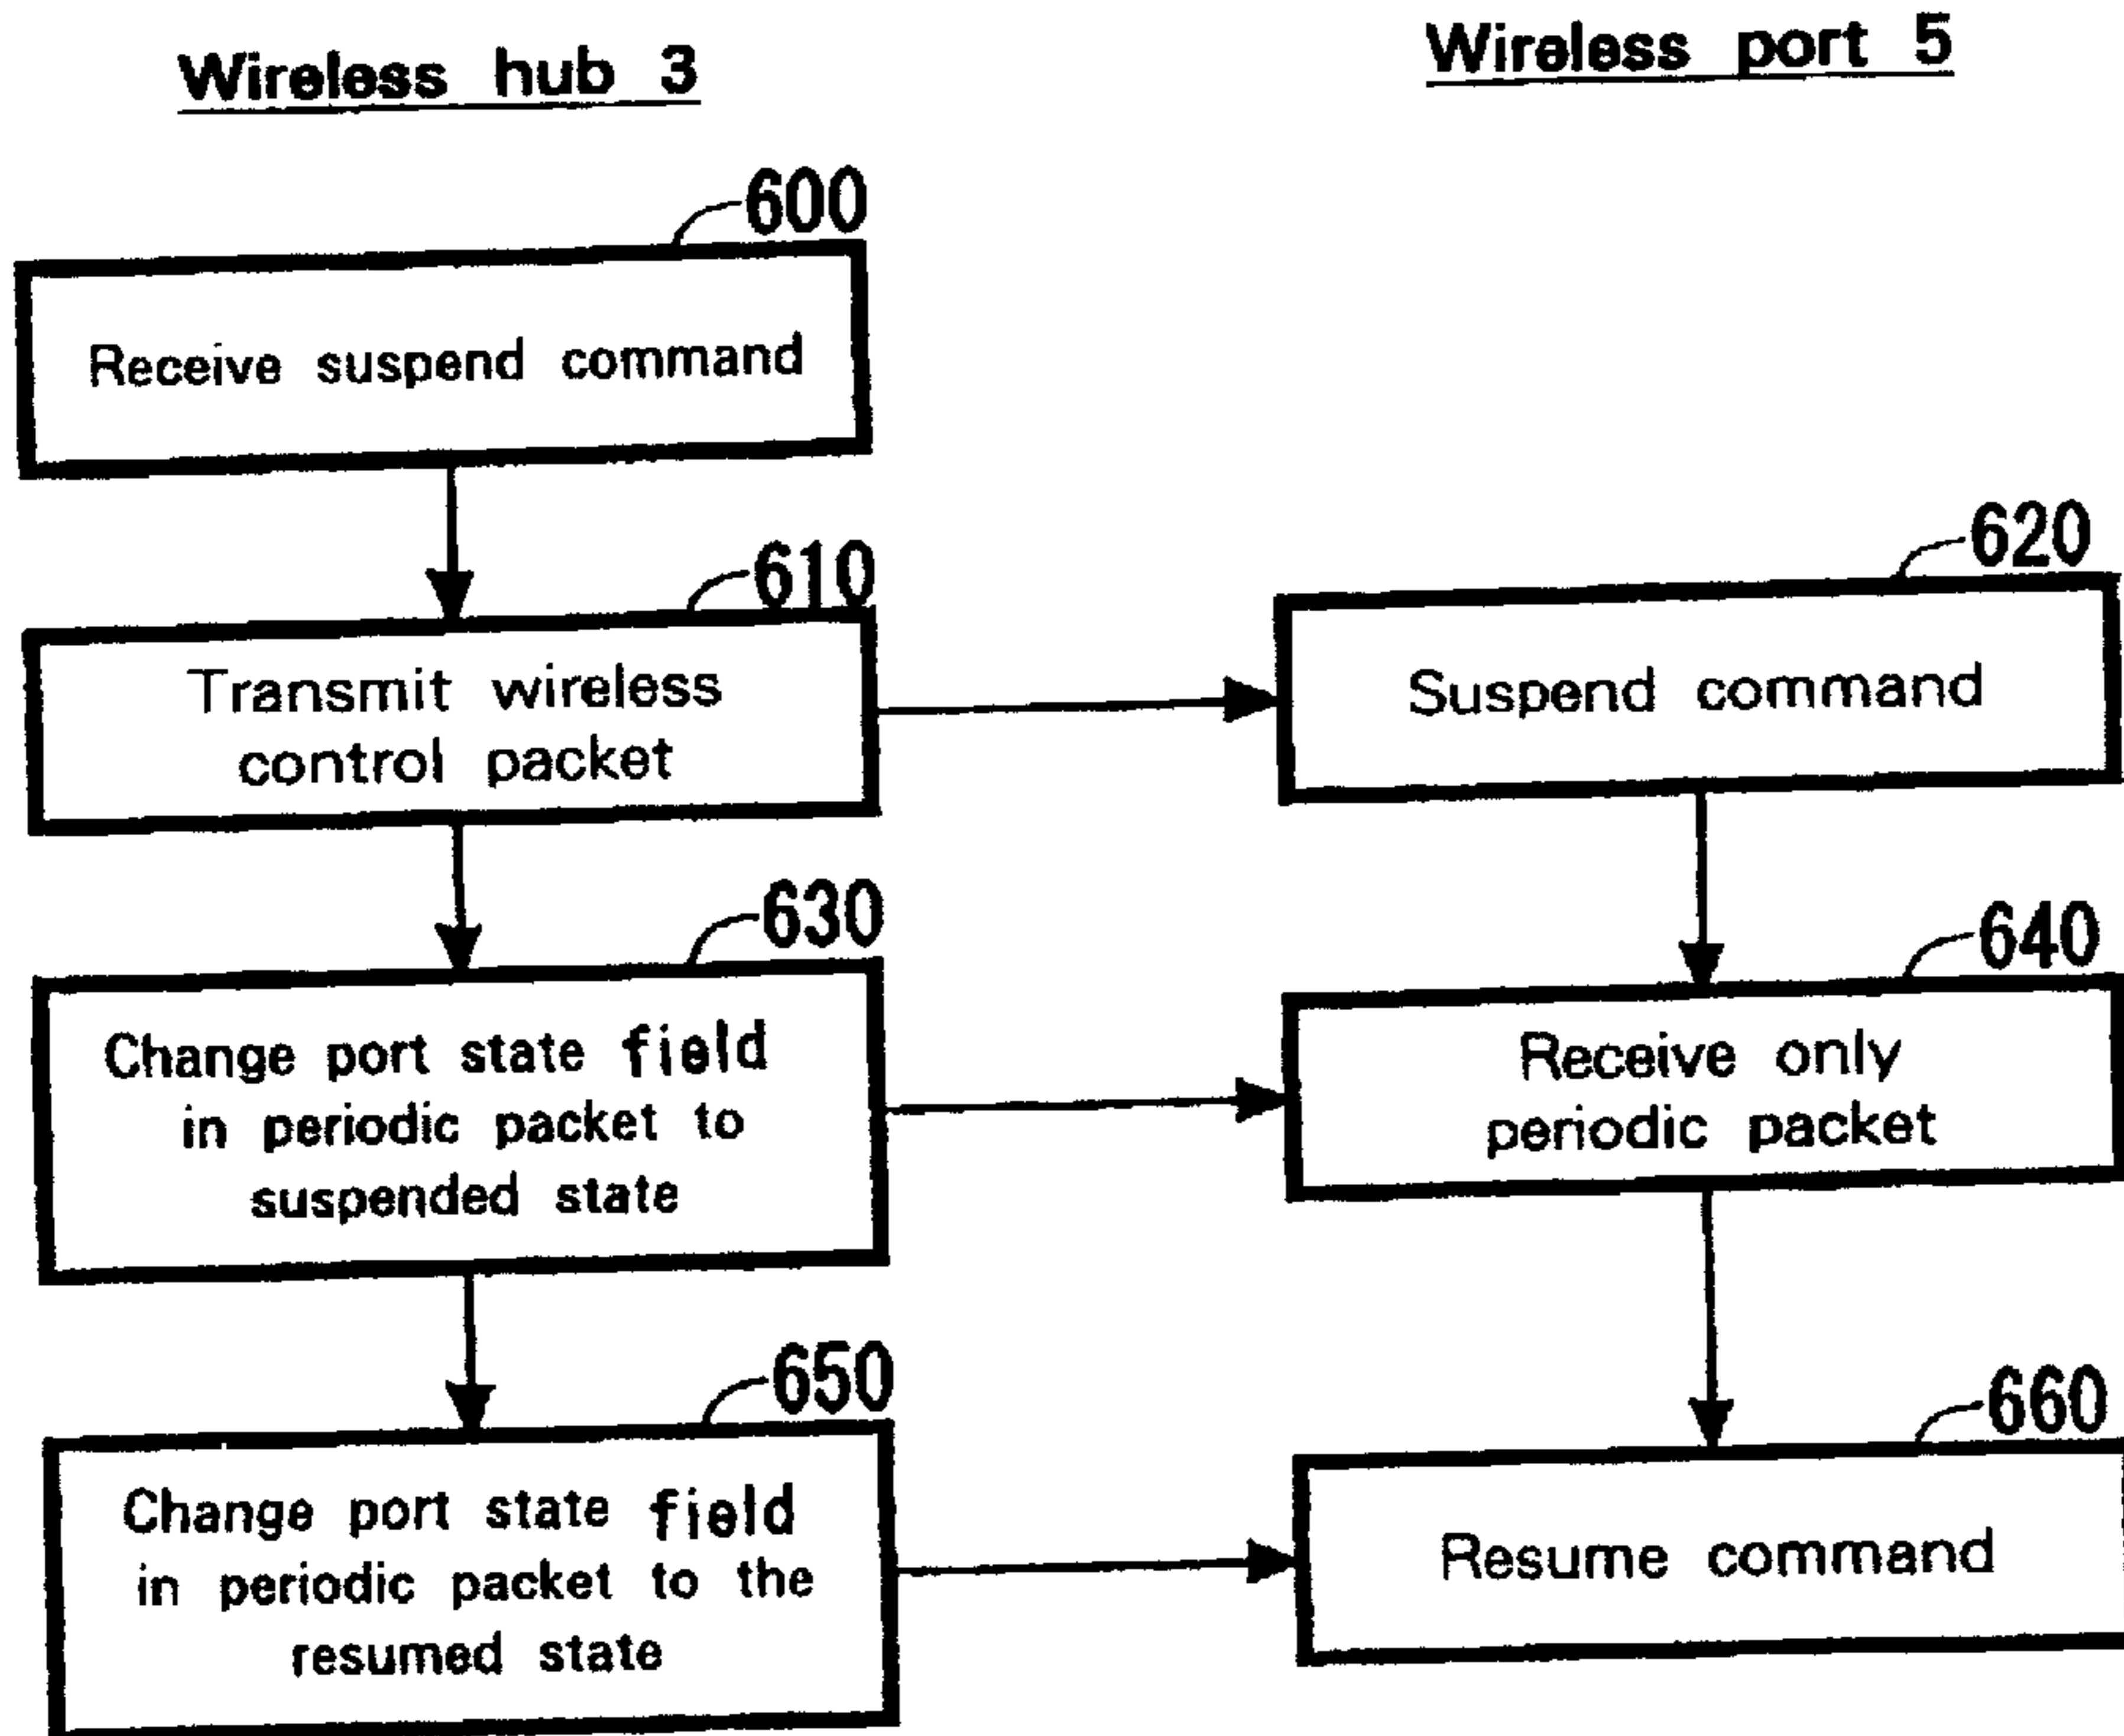 Wireless hub 3
Wireless port 5
600
Receive suspend command
610
Transmit wireless
control packet
620
Suspend command
630
Change port state field
in periodic packet to
suspended state
640
Receive only
periodic packet
650
Change port state field
in periodic packet to the
resumed state
660
Resume command